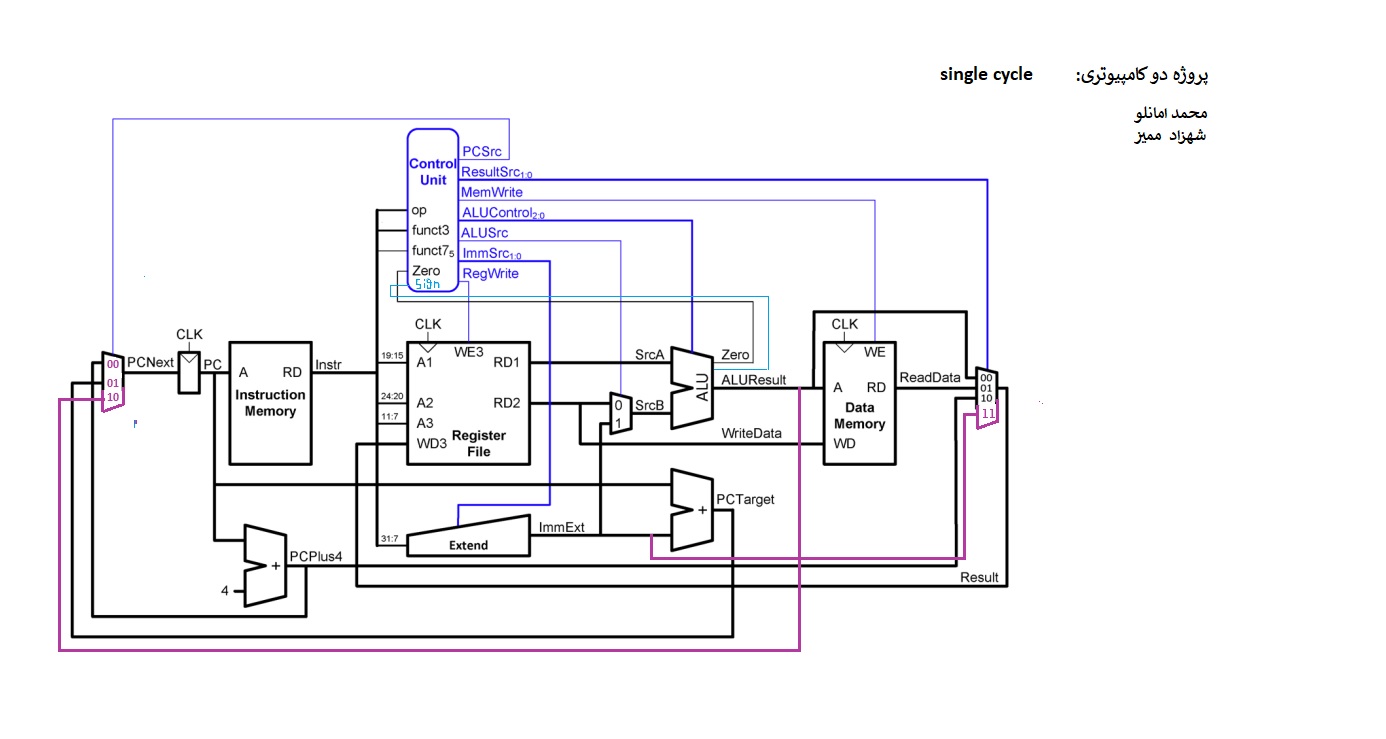 پروژه دو کامپیوتری: single cycle
محمد امانلو
شهزاد ممیز
Control
Unit
PCSrc
ResultSrc1:0
MemWrite
ALUControl2:0
ALUSrc
ImmSrc1:0
RegWrite
op
funct3
funct75
Zero
Sign
CLK
00
01
10
PCNext
PC
A RD
Instruction
Memory
Instr
19:15
24:20
11:7
31:7
CLK
WE3
A1 RD1
A2 RD2
A3
WD3
Register
File
0
1
SrcA
SrcB
ALU
Zero
ALUResult
WriteData
CLK
WE
A RD
Data
Memory
WD
ReadData
00
01
10
11
Extend
ImmExt
+
PCTarget
+
4
PCPlus4
Result